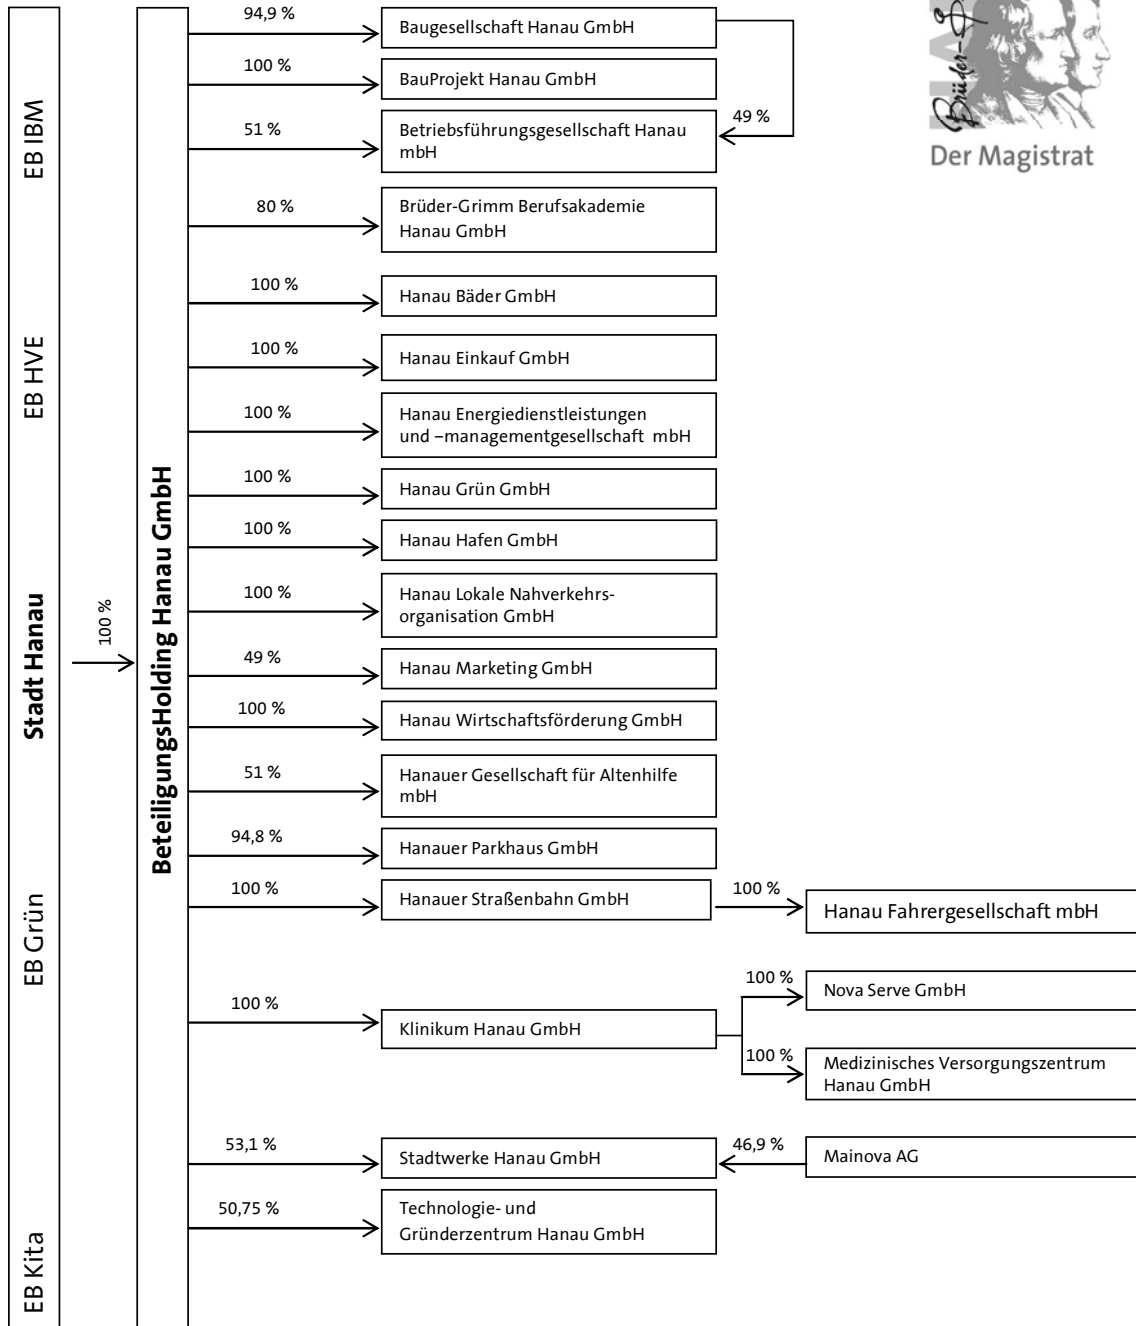 94,9 %
Baugesellschaft Hanau GmbH
100 %
BauProjekt Hanau GmbH
51 %
Betriebsführungsgesellschaft Hanau
mbH
49 %
Brüder-
Der Magistrat
80 %
Brüder-Grimm Berufsakademie
Hanau GmbH
100 %
Hanau Bäder GmbH
100 %
Hanau Einkauf GmbH
100 %
Hanau Energiedienstleistungen
und –managementgesellschaft mbH
100 %
Hanau Grün GmbH
100 %
Hanau Hafen GmbH
100 %
Hanau Lokale Nahverkehrs-
organisation GmbH
49 %
Hanau Marketing GmbH
100 %
Hanau Wirtschaftsförderung GmbH
51 %
Hanauer Gesellschaft für Altenhilfe
mbH
94,8 %
Hanauer Parkhaus GmbH
100 %
Hanauer Straßenbahn GmbH
100 %
Hanau Fahrergesellschaft mbH
100 %
Klinikum Hanau GmbH
100 %
Nova Serve GmbH
100 %
Medizinisches Versorgungszentrum
Hanau GmbH
53,1 %
Stadtwerke Hanau GmbH
46,9 %
Mainova AG
50,75 %
Technologie- und
Gründerzentrum Hanau GmbH
EB IBM
EB HVE
Stadt Hanau
EB Grün
EB Kita
100 %
BeteiligungsHolding Hanau GmbH